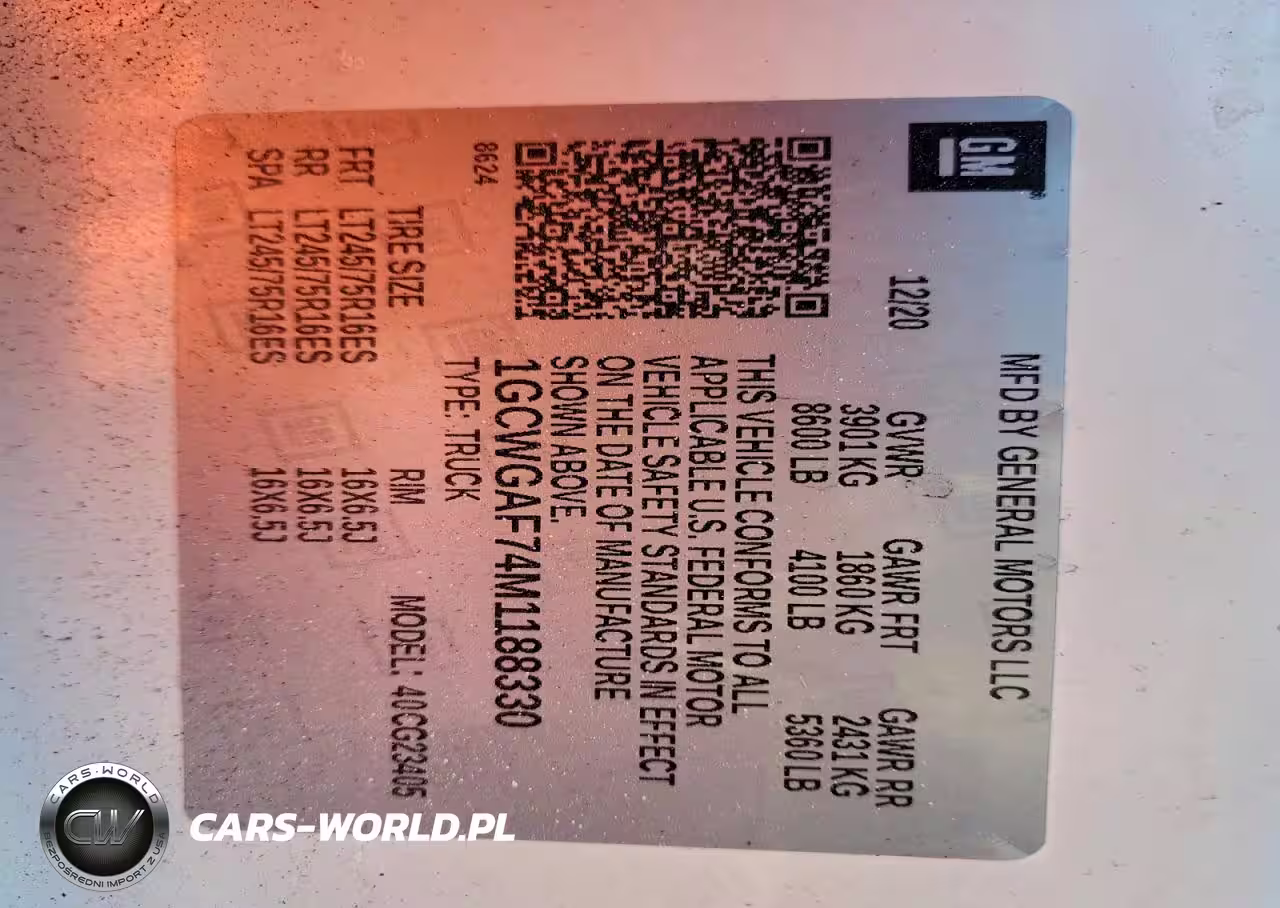 GM
MFD BY GENERAL MOTORS LLC
12/20 GVWR GAWR FRT GAWR RR
3901 KG 1860 KG 2431 KG
8600 LB 4100 LB 5360 LB
THIS VEHICLE CONFORMS TO ALL
APPLICABLE U.S. FEDERAL MOTOR
VEHICLE SAFETY STANDARDS IN EFFECT
ON THE DATE OF MANUFACTURE
SHOWN ABOVE.
1GCWGAF74M1188330
8624 TYPE: TRUCK
TIRE SIZE RIM MODEL: 40CG23405
FRT LT245/75R16ES 16X6.5J
RR LT245/75R16ES 16X6.5J
SPA LT245/75R16ES 16X6.5J
CARS-WORLD
CW
BEZPOŚREDNI IMPORT Z USA
CARS-WORLD.PL